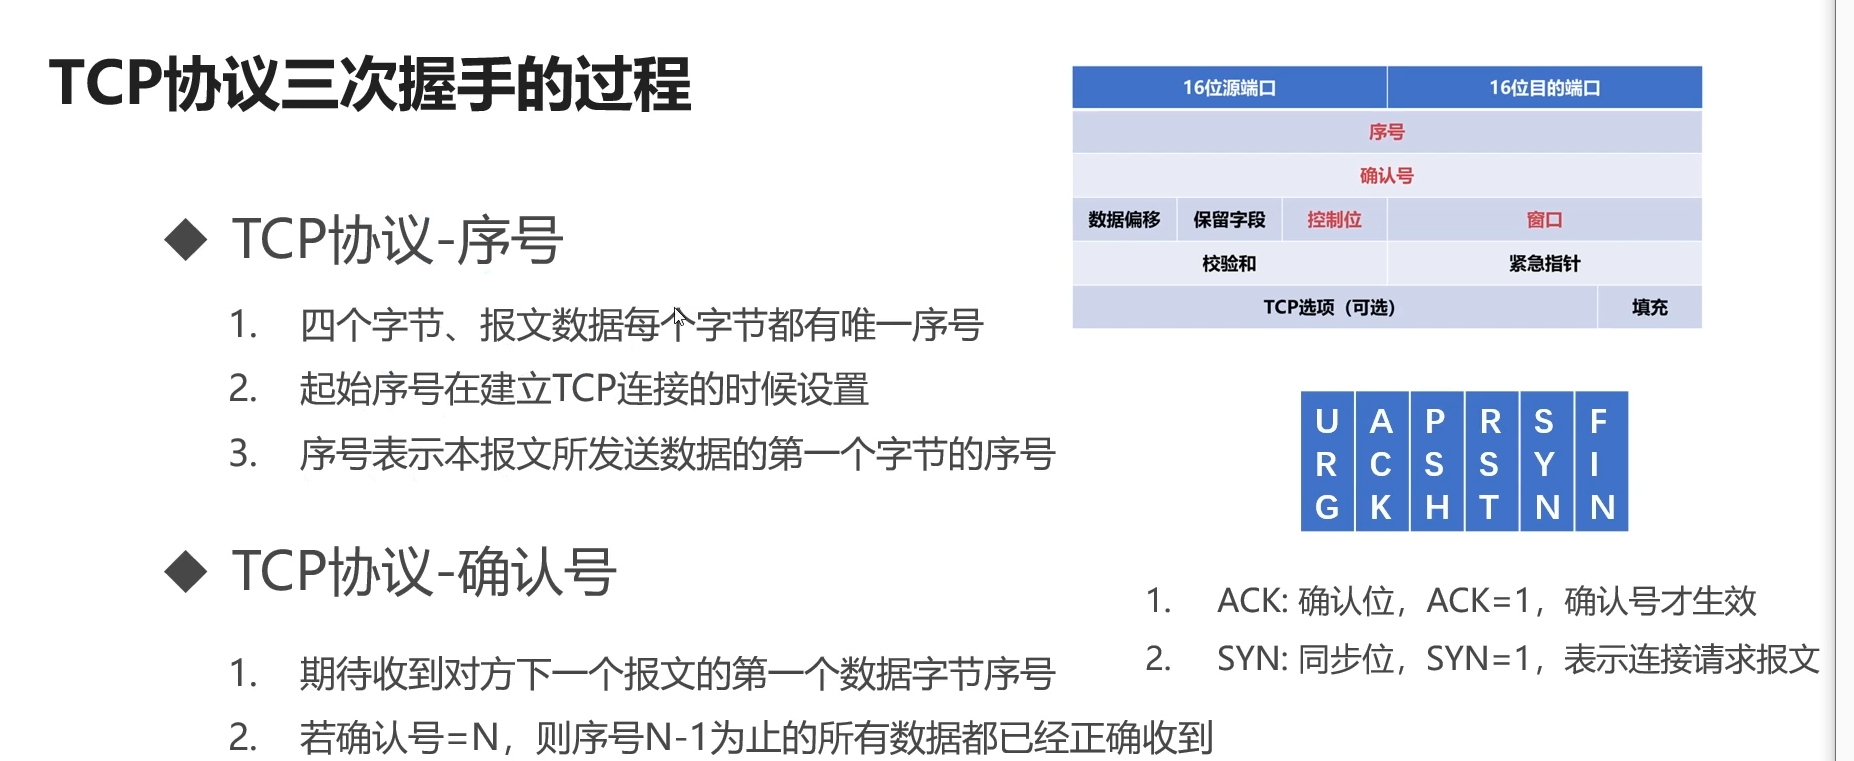 TCP协议三次握手的过程
TCP协议-序号
1. 四个字节、报文数据每个字节都有唯一序号
2. 起始序号在建立TCP连接的时候设置
3. 序号表示本报文所发送数据的第一个字节的序号
TCP协议-确认号
1. 期待收到对方下一个报文的第一个数据字节序号
2. 若确认号=N，则序号N-1为止的所有数据都已经正确收到
16位源端口 16位目的端口
序号
确认号
数据偏移 保留字段 控制位 窗口
校验和 紧急指针
TCP选项（可选） 填充
URG ACK PSH RST SYN FIN
1. ACK: 确认位，ACK=1，确认号才生效
2. SYN: 同步位，SYN=1，表示连接请求报文